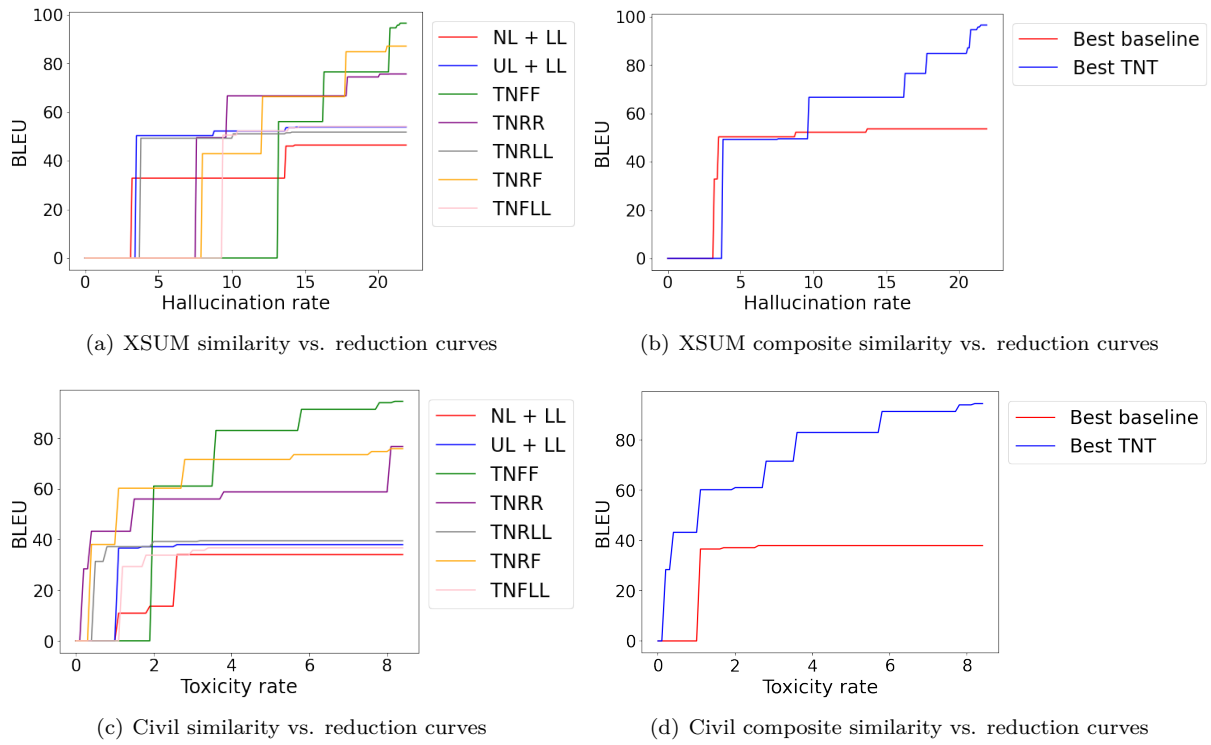 100
80
60
40
20
0
BLEU
0 5 10 15 20
Hallucination rate
NL + LL
UL + LL
TNFF
TNRR
TNRLL
TNRF
TNFLL
(a) XSUM similarity vs. reduction curves
100
80
60
40
20
0
BLEU
0 5 10 15 20
Hallucination rate
Best baseline
Best TNT
(b) XSUM composite similarity vs. reduction curves
80
60
40
20
0
BLEU
0 2 4 6 8
Toxicity rate
NL + LL
UL + LL
TNFF
TNRR
TNRLL
TNRF
TNFLL
(c) Civil similarity vs. reduction curves
80
60
40
20
0
BLEU
0 2 4 6 8
Toxicity rate
Best baseline
Best TNT
(d) Civil composite similarity vs. reduction curves